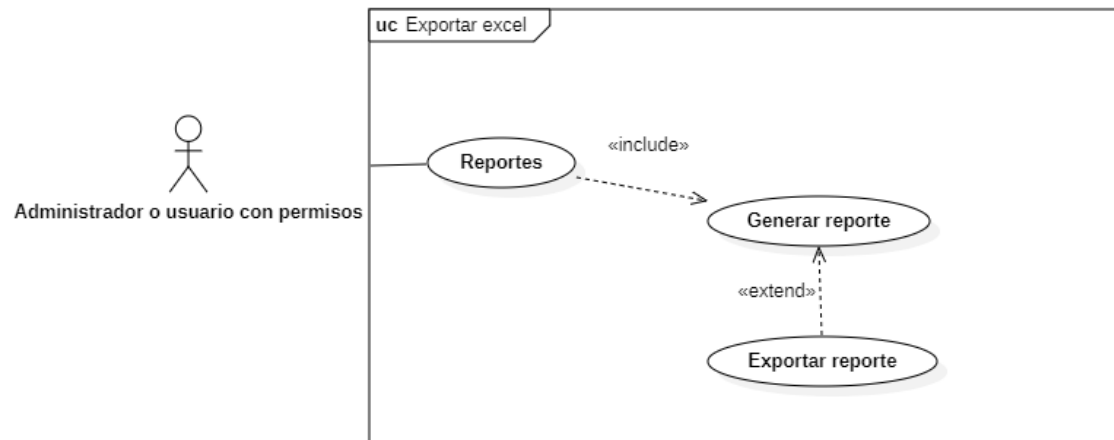 uc Exportar excel
Reportes
«include»
Administrador o usuario con permisos
Generar reporte
«extend»
Exportar reporte